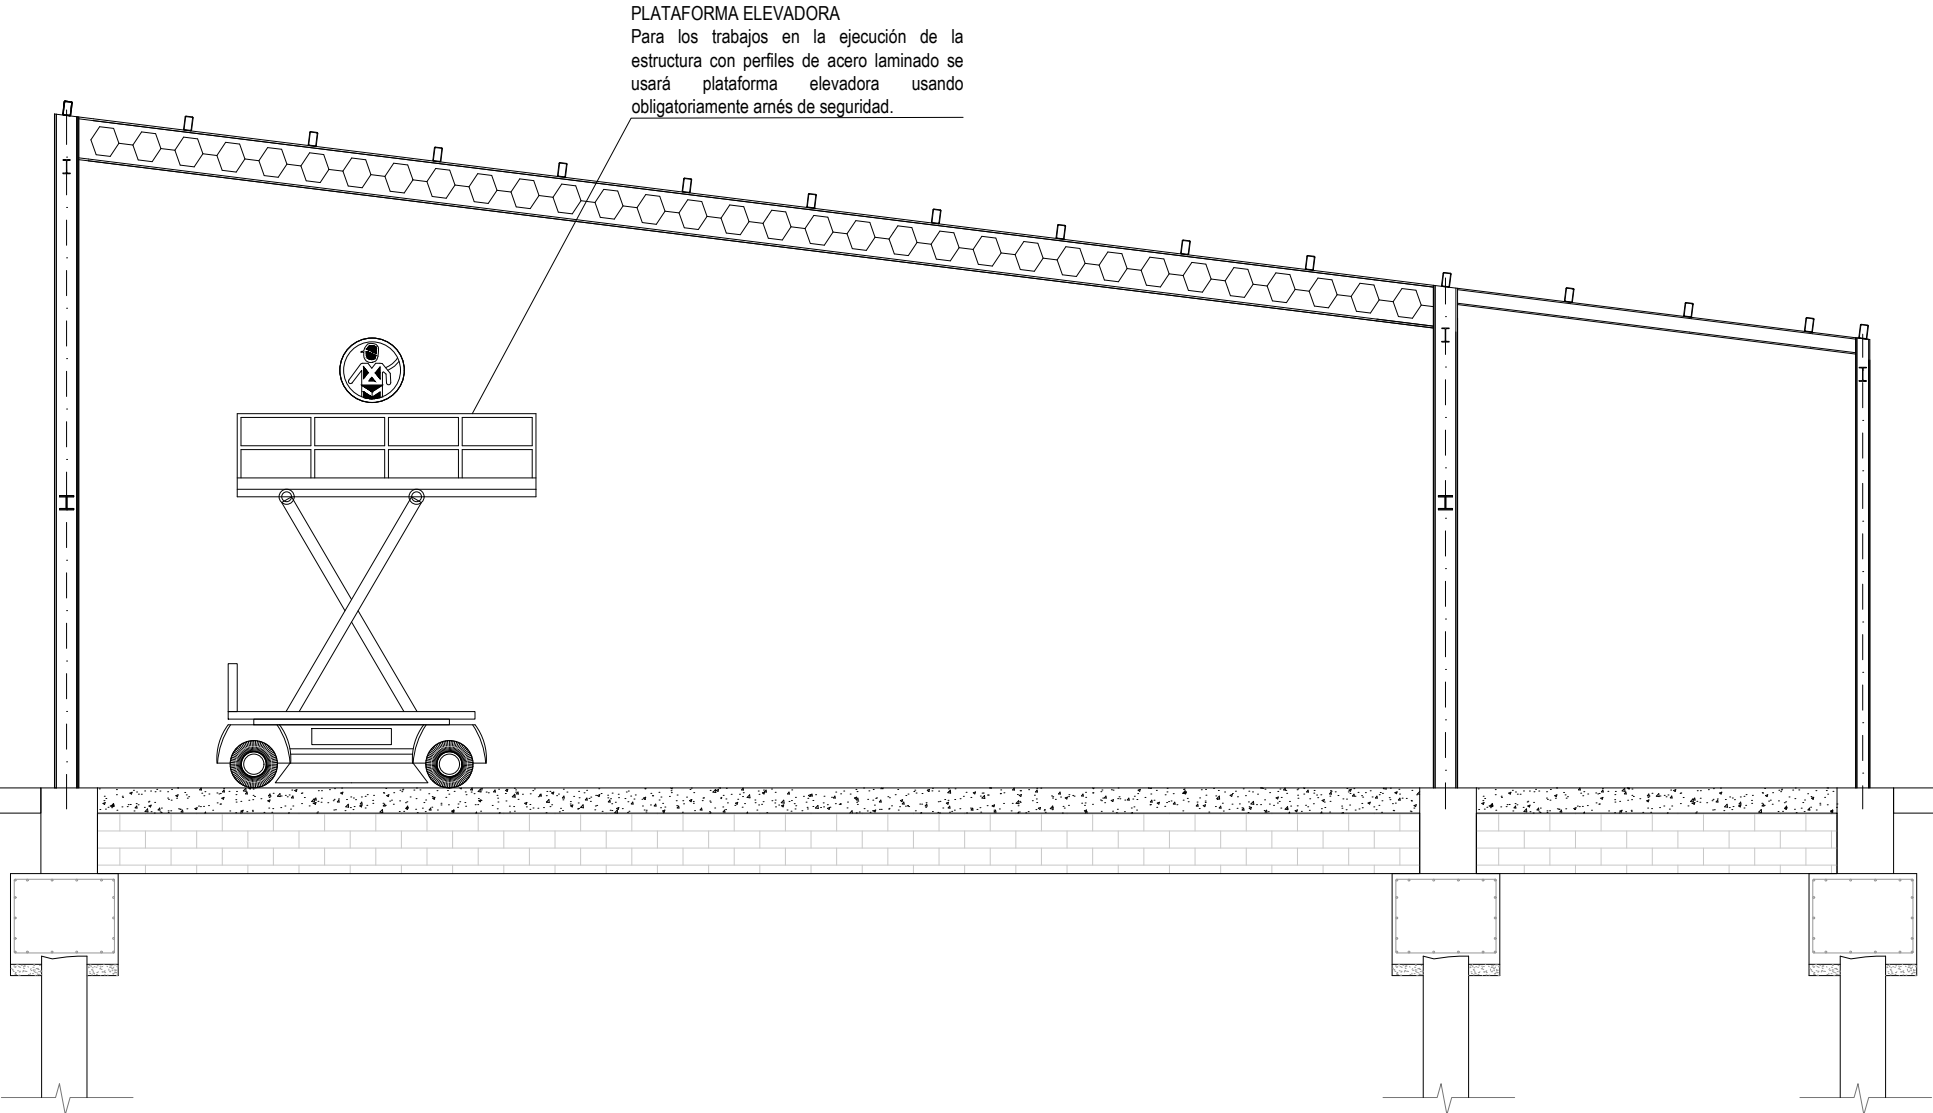 PLATAFORMA ELEVADORA
Para los trabajos en la ejecución de la
estructura con perfiles de acero laminado se
usará plataforma elevadora usando
obligatoriamente arnés de seguridad.